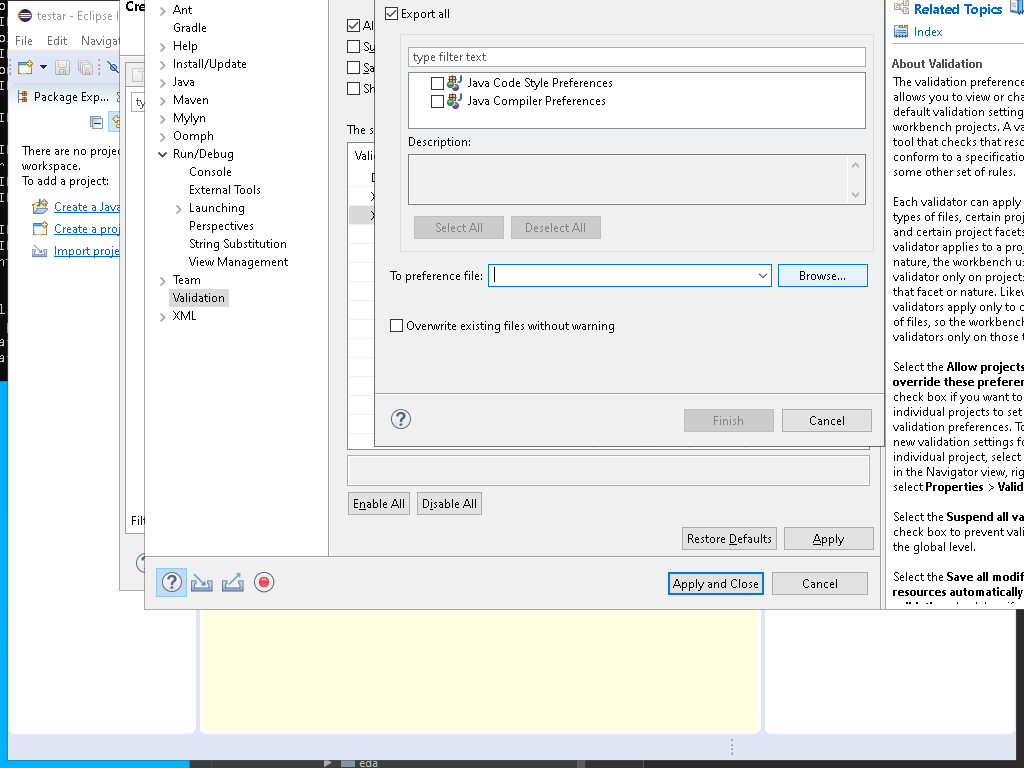 testar - Eclipse I
File Edit Navigat
Package Exp...
There are no proje
workspace.
To add a project:
Create a Java
Create a proj
Import proje
Cre
ty
Filt
Ant
Gradle
Help
Install/Update
Java
Maven
Mylyn
Oomph
Run/Debug
Console
External Tools
Launching
Perspectives
String Substitution
View Management
Team
Validation
XML
Al
Su
Sa
Sh
The s
Vali
Export all
type filter text
Java Code Style Preferences
Java Compiler Preferences
Description:
Select All
Deselect All
To preference file:
Browse...
Overwrite existing files without warning
Finish
Cancel
Enable All
Disable All
Restore Defaults
Apply
Apply and Close
Cancel
Related Topics
Index
About Validation
The validation preference
allows you to view or cha
default validation setting
workbench projects. A va
tool that checks that reso
conform to a specificatio
some other set of rules.
Each validator can apply
types of files, certain proj
and certain project facets
validator applies to a proj
nature, the workbench us
validator only on projects
that facet or nature. Likew
validators apply only to c
of files, so the workbench
validators only on those t
Select the Allow projects
override these preferen
check box if you want to
individual projects to set
validation preferences. To
new validation settings fo
individual project, select
in the Navigator view, rig
select Properties > Valid
Select the Suspend all va
check box to prevent vali
the global level.
Select the Save all modif
resources automatically
eda